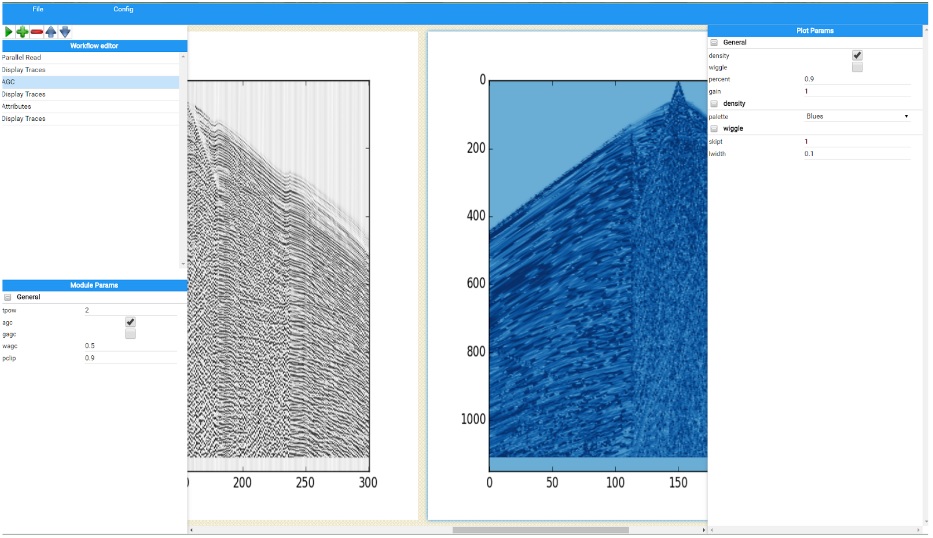 File Config
Workflow editor
Parallel Read
Display Traces
AGC
Display Traces
Attributes
Display Traces
Module Params
General
tpow 2
agc
gagc
wagc 0.5
pclip 0.9
200 250 300
0
200
400
600
800
1000
0 50 100 150
Plot Params
General
density
wiggle
percent 0.9
gain 1
density
palette Blues
wiggle
skipt 1
lwidth 0.1